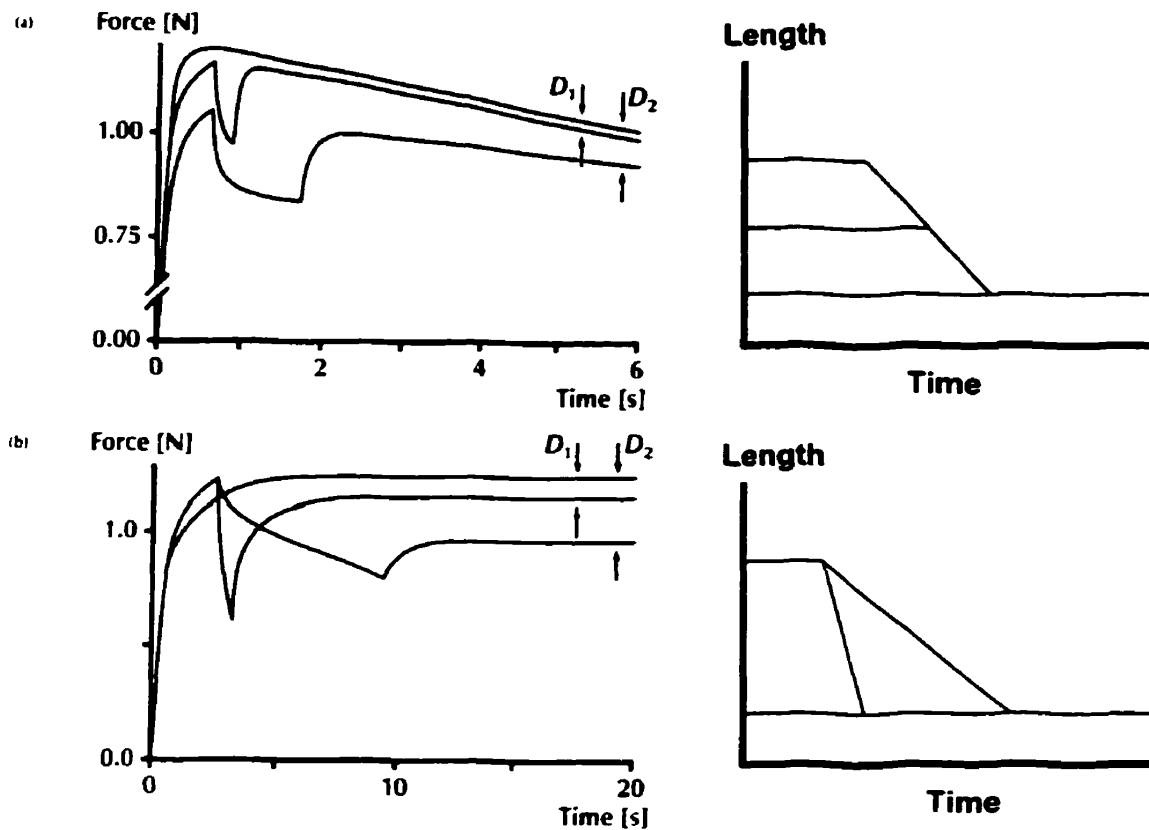 (a)
Force [N]
D₁
D₂
1.00
0.75
0.00
0
2
4
6
Time [s]
Length
Time
(b)
Force [N]
D₁
D₂
1.0
0.0
0
10
20
Time [s]
Length
Time